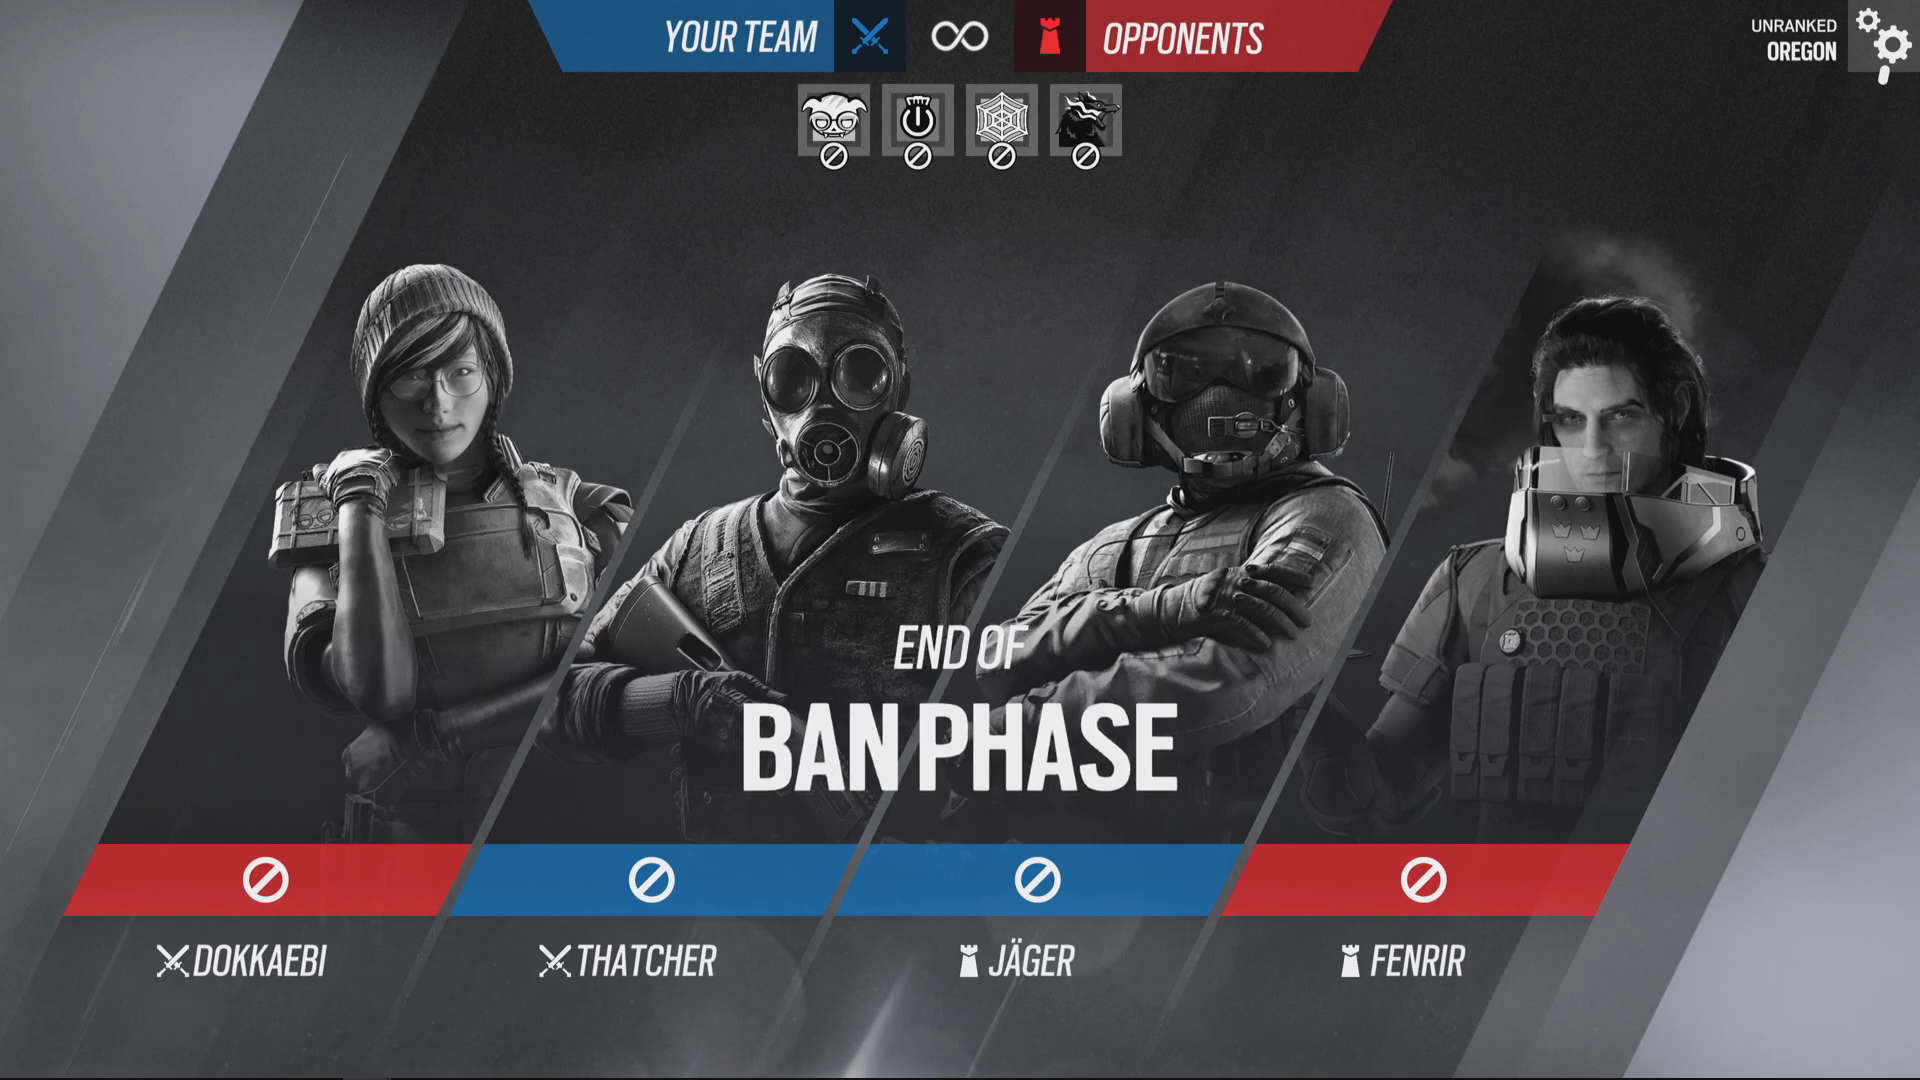 YOUR TEAM
OPPONENTS
UNRANKED
OREGON
END OF
BAN PHASE
DOKKAEBI
THATCHER
JÄGER
FENRIR